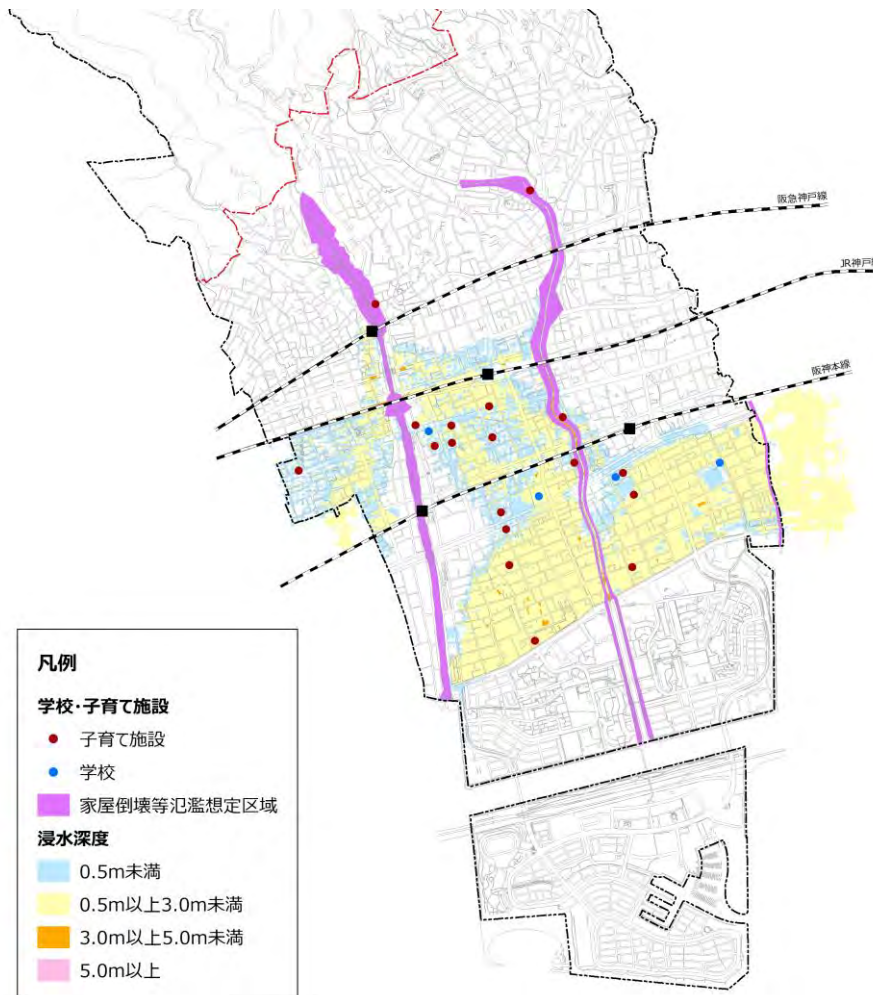 阪急神戸線
JR神戸
阪神本線
凡例
学校・子育て施設
子育て施設
学校
家屋倒壊等氾濫想定区域
浸水深度
0.5m未満
0.5m以上3.0m未満
3.0m以上5.0m未満
5.0m以上